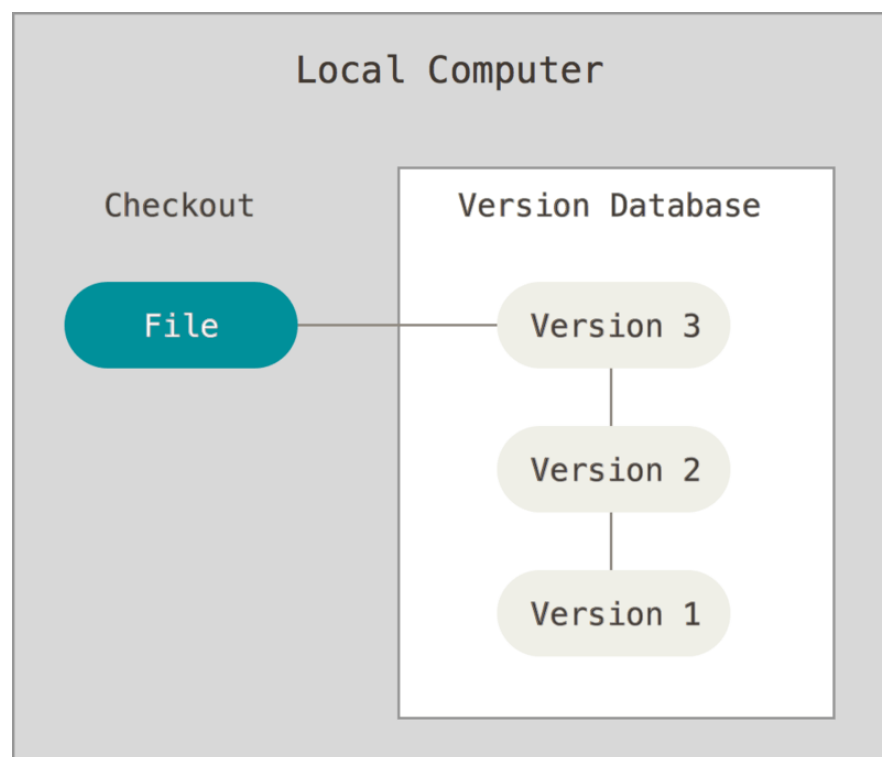 Local Computer
Checkout
Version Database
File
Version 3
Version 2
Version 1